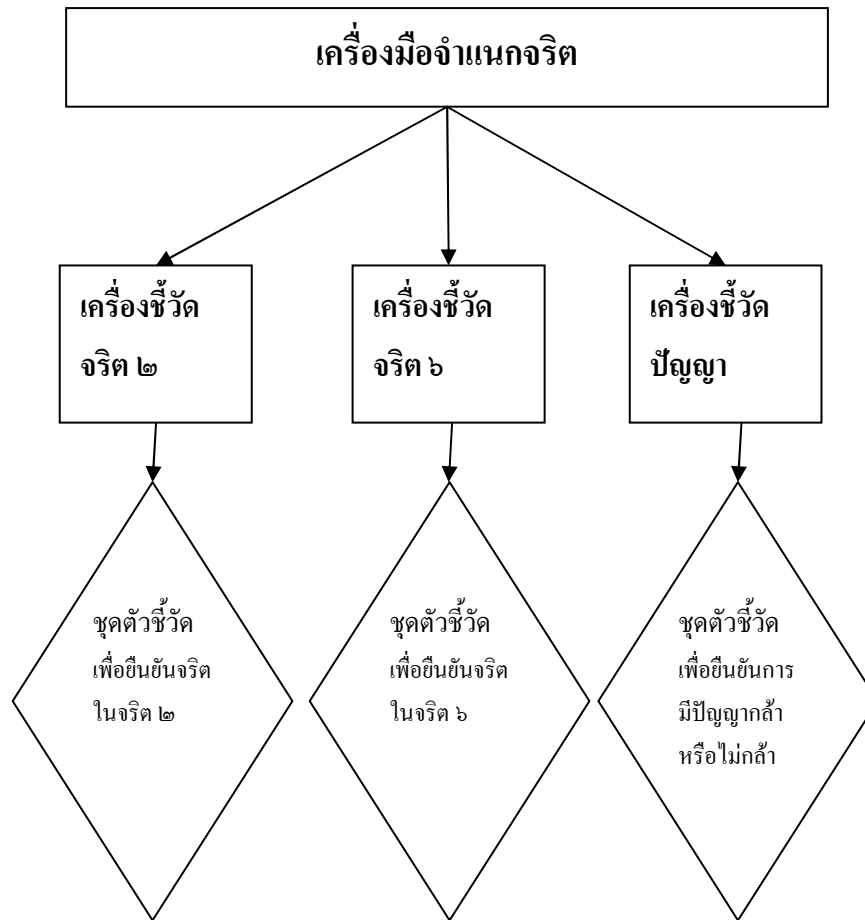 เครื่องมือจำแนกจริต
เครื่องชี้วัด
จริต ๒
เครื่องชี้วัด
จริต ๖
เครื่องชี้วัด
ปัญญา
ชุดตัวชี้วัด
เพื่อยืนยันจริต
ในจริต ๒
ชุดตัวชี้วัด
เพื่อยืนยันจริต
ในจริต ๖
ชุดตัวชี้วัด
เพื่อยืนยันการ
มีปัญญากล้า
หรือไม่กล้า